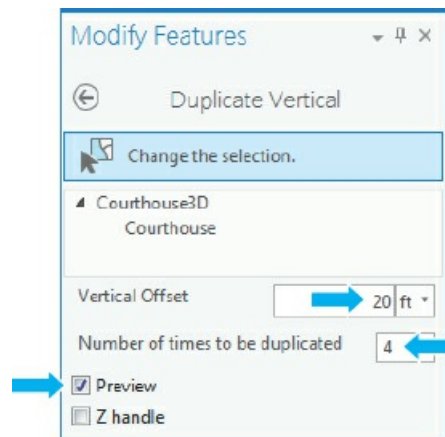 Modify Features
Duplicate Vertical
Change the selection.
Courthouse3D
Courthouse
Vertical Offset 20 ft
Number of times to be duplicated 4
Preview
Z handle